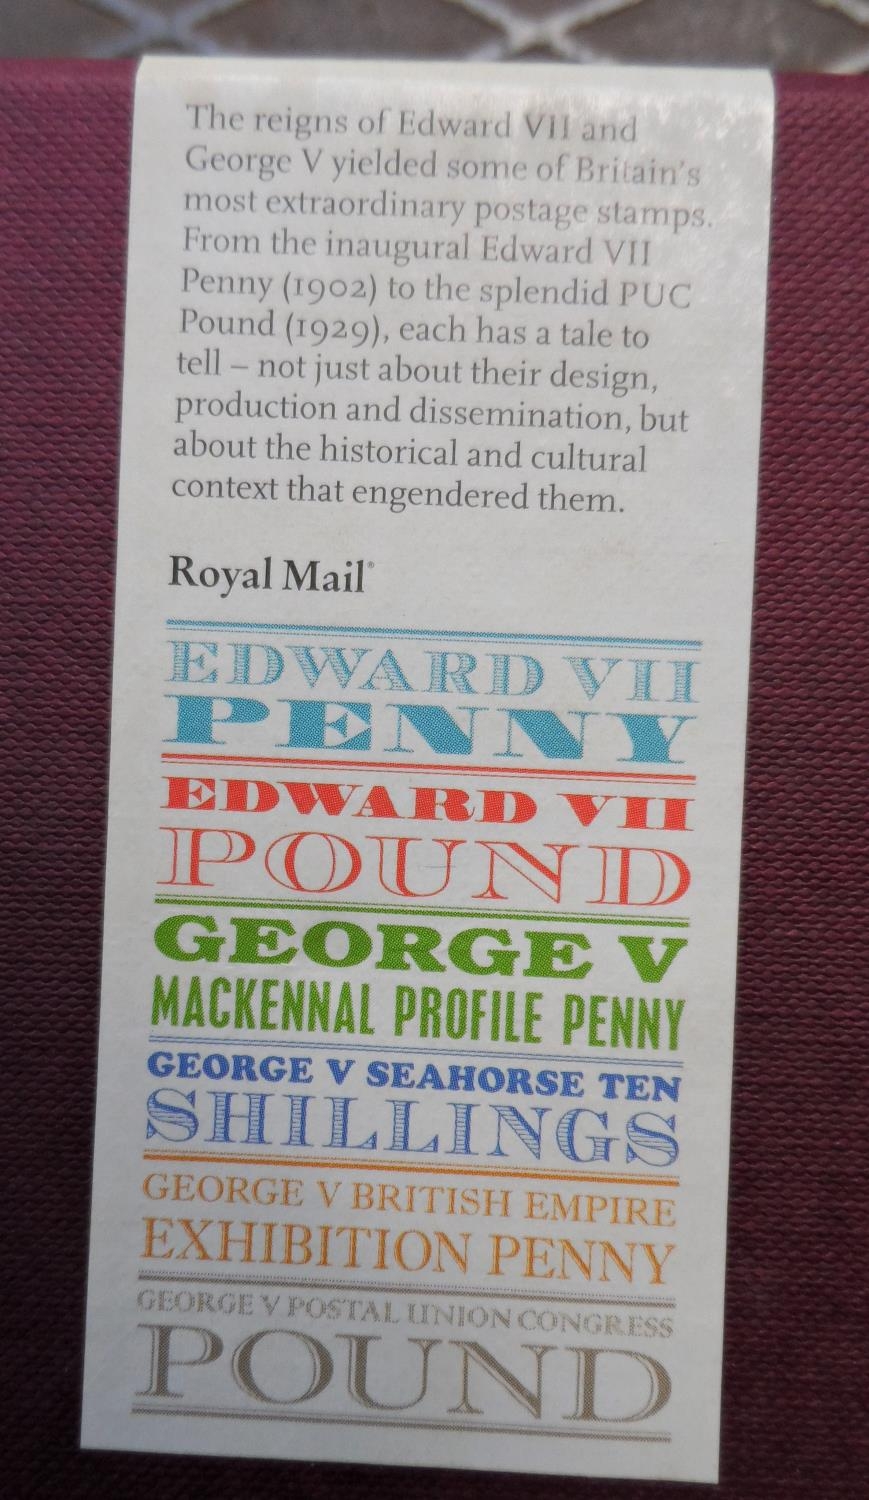 The reigns of Edward VII and
George V yielded some of Britain's
most extraordinary postage stamps.
From the inaugural Edward VII
Penny (1902) to the splendid PUC
Pound (1929), each has a tale to
tell – not just about their design,
production and dissemination, but
about the historical and cultural
context that engendered them.
Royal Mail®
EDWARD VII
PENNY
EDWARD VII
POUND
GEORGE V
MACKENNAL PROFILE PENNY
GEORGE V SEAHORSE TEN
SHILLINGS
GEORGE V BRITISH EMPIRE
EXHIBITION PENNY
GEORGE V POSTAL UNION CONGRESS
POUND